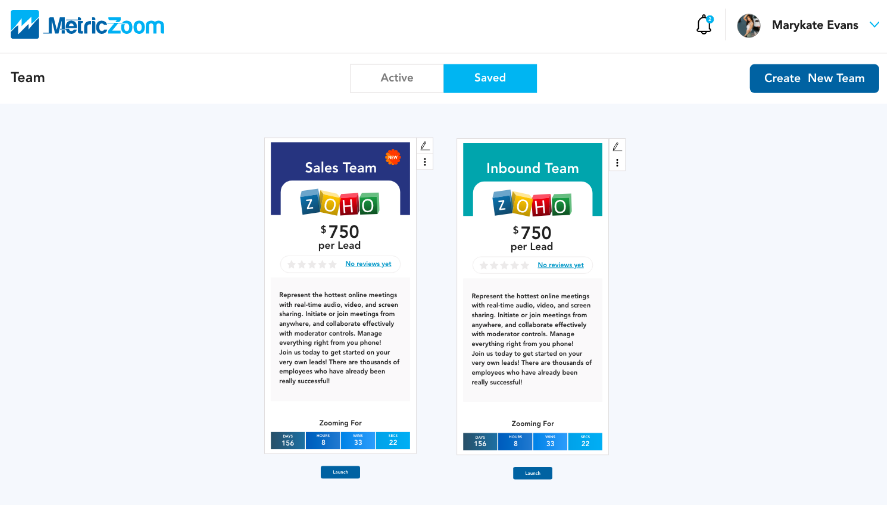 MetricZoom
2
Marykate Evans
Team
Active
Saved
Create New Team
NEW
Sales Team
ZOHO
$750
per Lead
No reviews yet
Represent the hottest online meetings
with real-time audio, video, and screen
sharing. Initiate or join meetings from
anywhere, and collaborate effectively
with moderator controls. Manage
everything right from you phone!
Join us today to get started on your
very own leads! There are thousands of
employees who have already been
really successful!
Zooming For
DAYS HOURS MINS SECS
156 8 33 22
Launch
Inbound Team
ZOHO
$750
per Lead
No reviews yet
Represent the hottest online meetings
with real-time audio, video, and screen
sharing. Initiate or join meetings from
anywhere, and collaborate effectively
with moderator controls. Manage
everything right from you phone!
Join us today to get started on your
very own leads! There are thousands of
employees who have already been
really successful!
Zooming For
DAYS HOURS MINS SECS
156 8 33 22
Launch